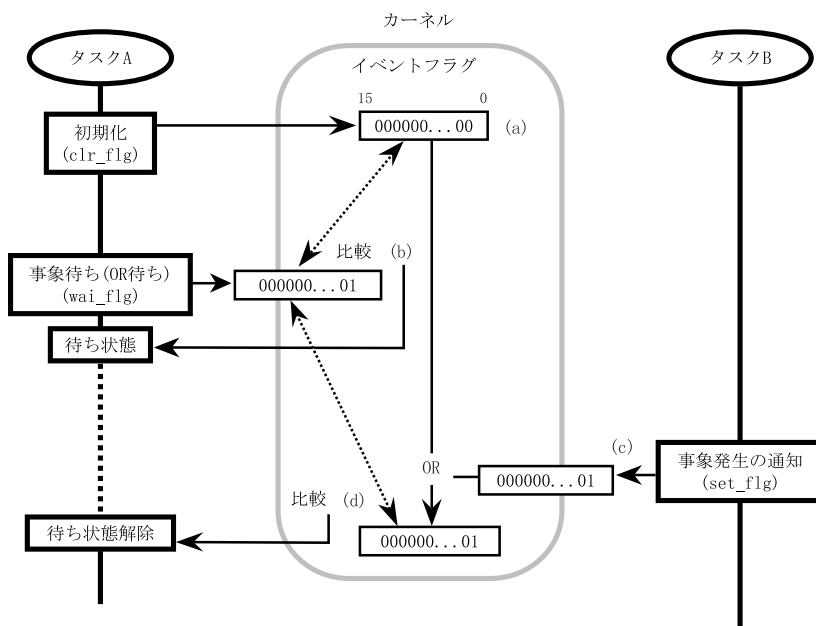 カーネル
タスクA
イベントフラグ
タスクB
15 0
000000...00 (a)
初期化
(clr_flg)
比較 (b)
事象待ち(OR待ち)
(wai_flg)
000000...01
待ち状態
(c)
OR
000000...01
事象発生の通知
(set_flg)
比較 (d)
待ち状態解除
000000...01